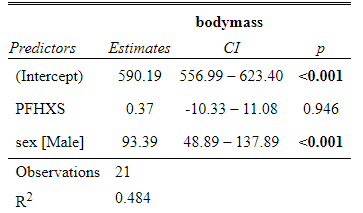 bodymass
Predictors Estimates CI p
(Intercept) 590.19 556.99 – 623.40 <0.001
PFHXS 0.37 -10.33 – 11.08 0.946
sex [Male] 93.39 48.89 – 137.89 <0.001
Observations 21
R2 0.484